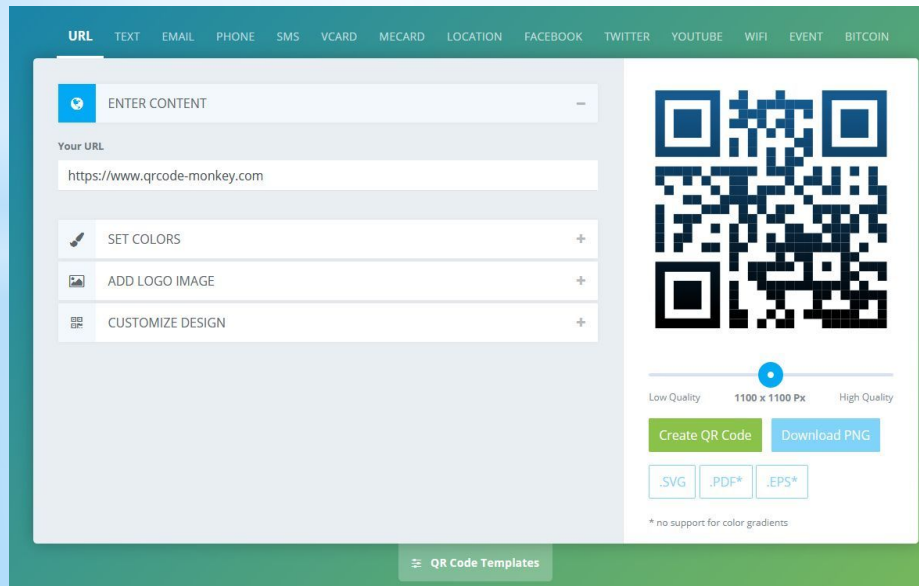 URL TEXT EMAIL PHONE SMS VCARD MECARD LOCATION FACEBOOK TWITTER YOUTUBE WIFI EVENT BITCOIN
ENTER CONTENT
Your URL
https://www.qrcode-monkey.com
SET COLORS
ADD LOGO IMAGE
CUSTOMIZE DESIGN
Low Quality 1100 x 1100 Px High Quality
Create QR Code Download PNG
.SVG .PDF* .EPS*
* no support for color gradients
QR Code Templates